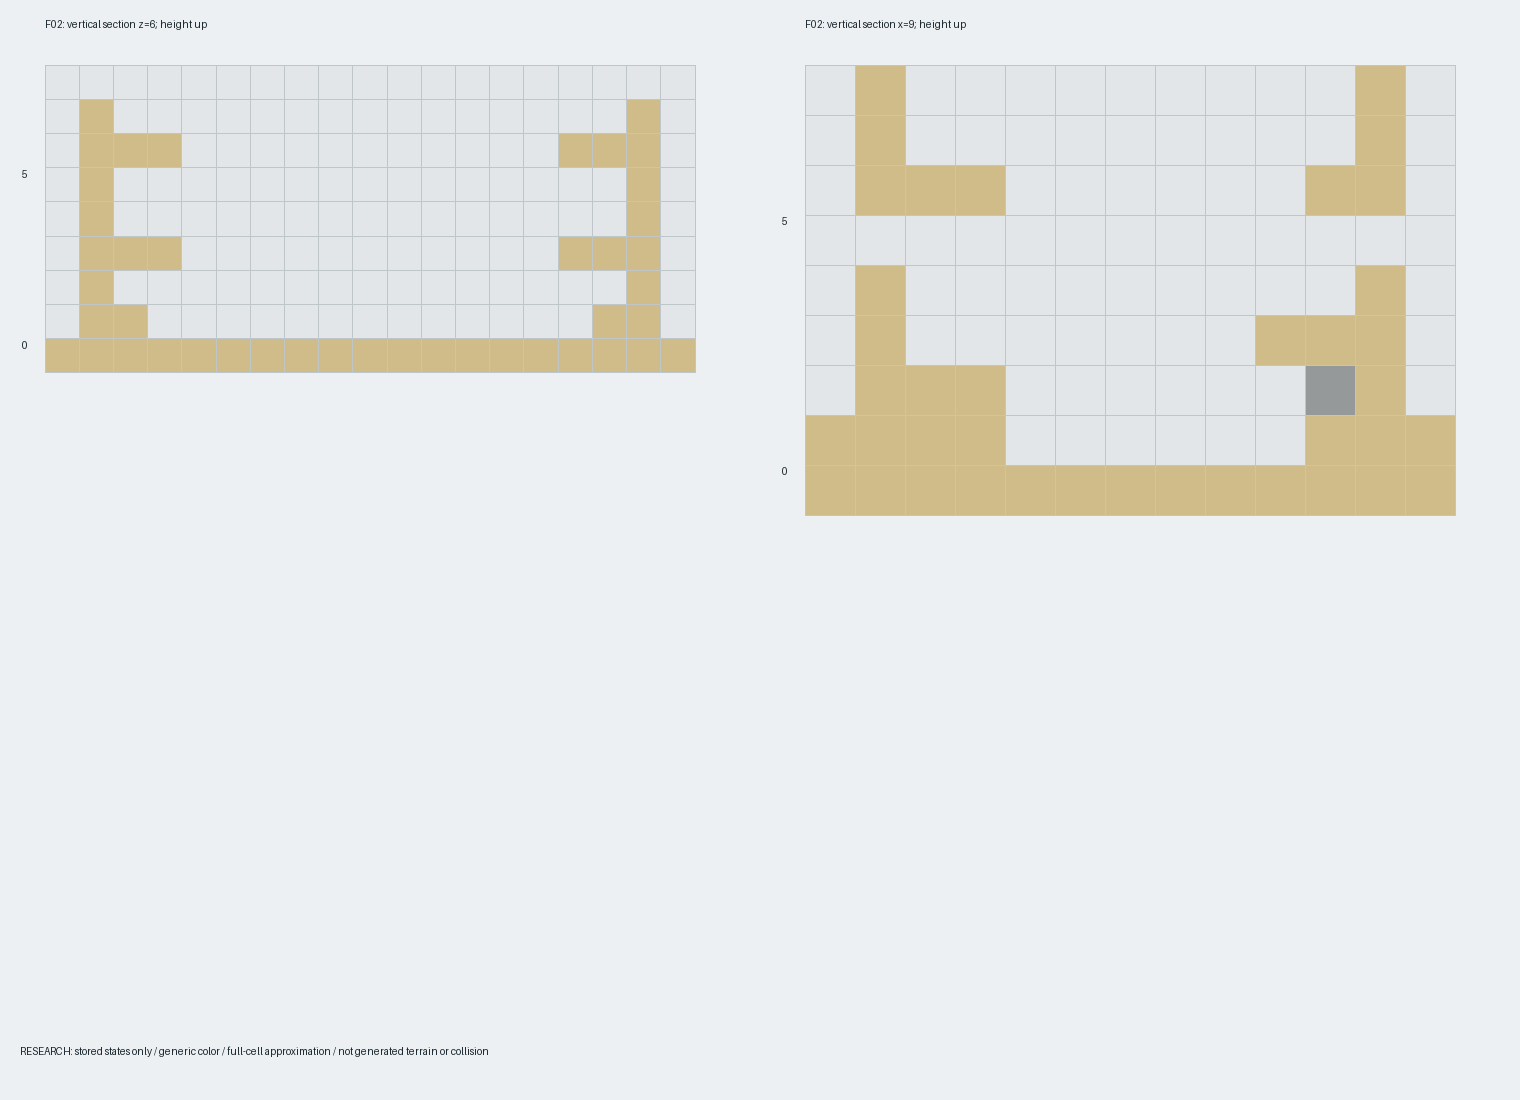 F02: vertical section z=6; height up
F02: vertical section x=9; height up
5
5
0
0
RESEARCH: stored states only / generic color / full-cell approximation / not generated terrain or collision